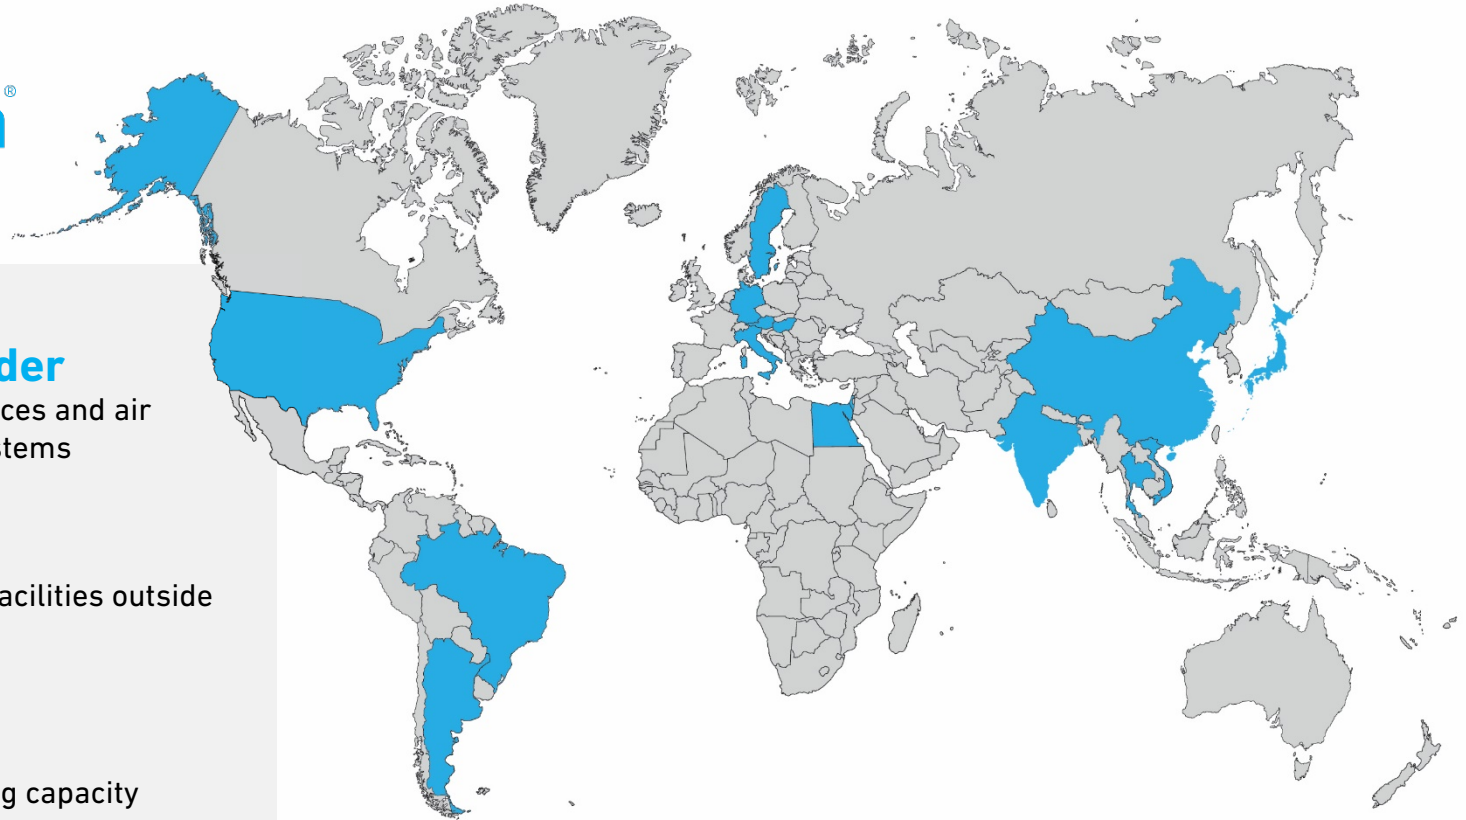 ®
der
ces and air
stems
acilities outside
g capacity